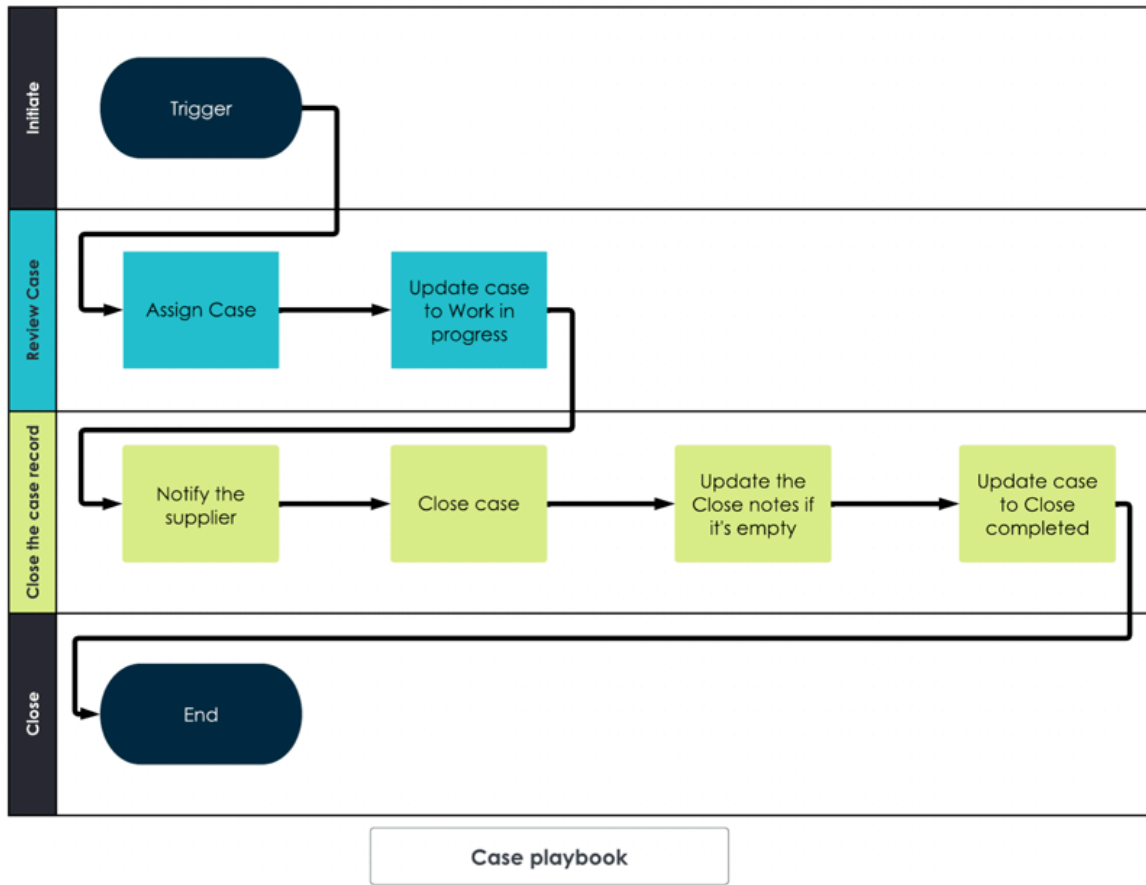 Initiate
Trigger
Review Case
Assign Case
Update case
to Work in
progress
Close the case record
Notify the
supplier
Close case
Update the
Close notes if
it's empty
Update case
to Close
completed
Close
End
Case playbook